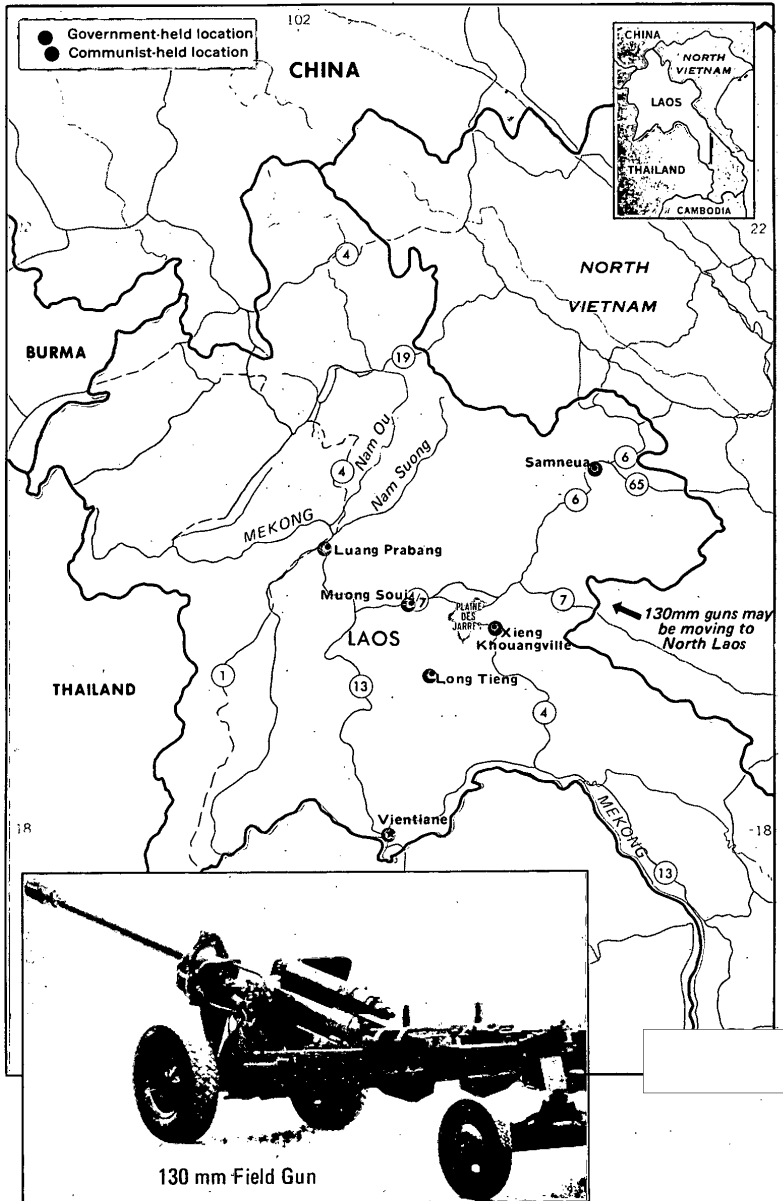 102
Government-held location
Communist-held location
CHINA
CHINA
NORTH
VIETNAM
LAOS
THAILAND
CAMBODIA
22
4
NORTH
VIETNAM
BURMA
19
Nam Ou
4
Nam Suong
MEKONG
Samneua
6
65
6
Luang Prabang
Muong Soui
7
PLAINE
DES
JARRES
7
130mm guns may
be moving to
North Laos
Xieng
Khouangville
LAOS
Long Tieng
THAILAND
1
13
4
Vientiane
18
18
MEKONG
13
130 mm Field Gun